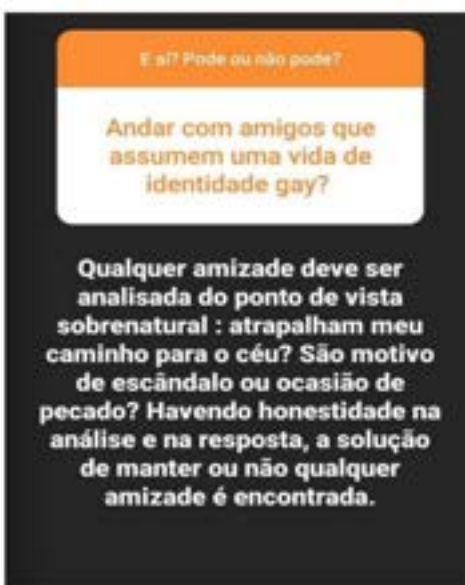 E aí? Pode ou não pode?
Andar com amigos que
assumem uma vida de
identidade gay?
Qualquer amizade deve ser
analisada do ponto de vista
sobrenatural : atrapalham meu
caminho para o céu? São motivo
de escândalo ou ocasião de
pecado? Havendo honestidade na
análise e na resposta, a solução
de manter ou não qualquer
amizade é encontrada.